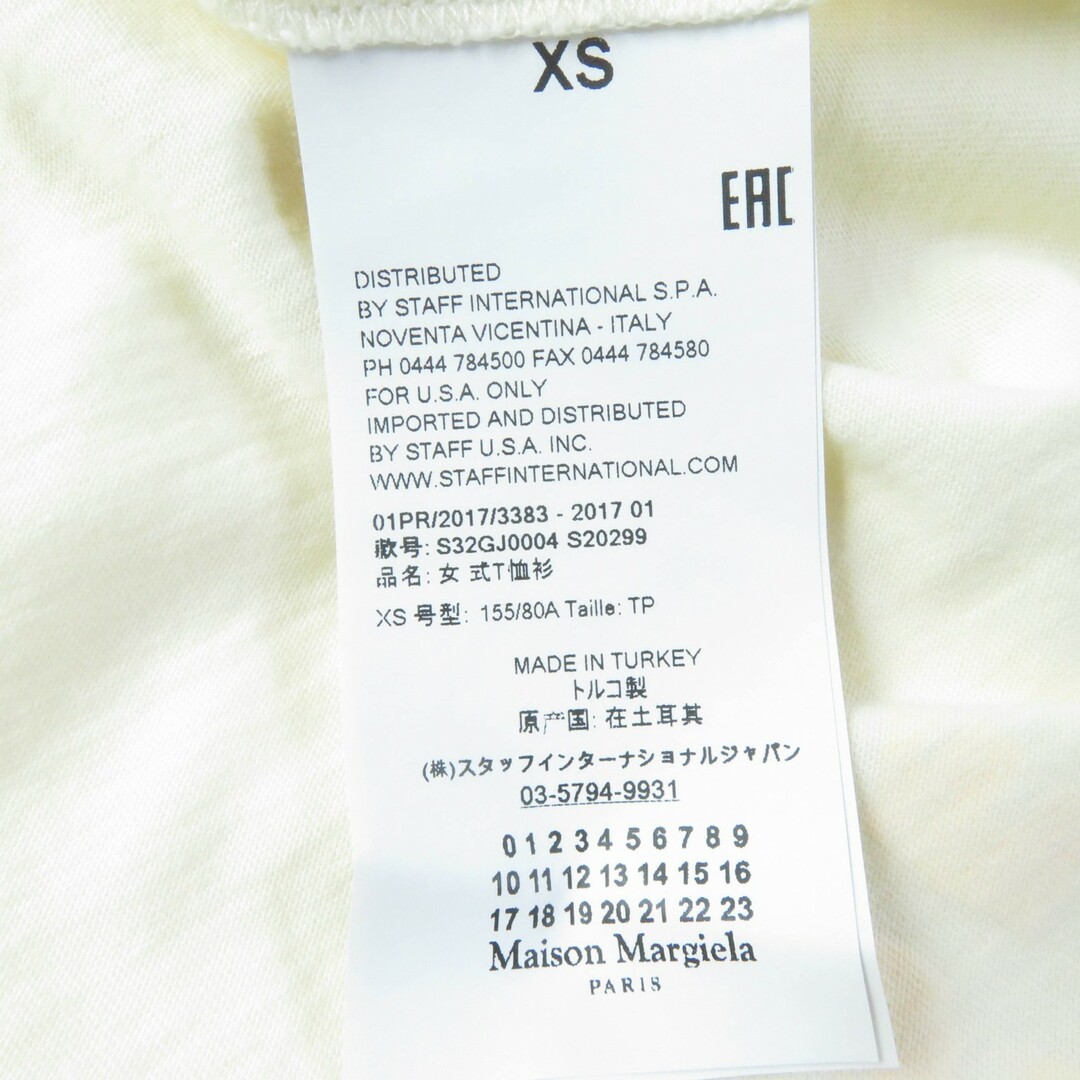 XS
EAC
DISTRIBUTED
BY STAFF INTERNATIONAL S.P.A.
NOVENTA VICENTINA - ITALY
PH 0444 784500 FAX 0444 784580
FOR U.S.A. ONLY
IMPORTED AND DISTRIBUTED
BY STAFF U.S.A. INC.
WWW.STAFFINTERNATIONAL.COM
01PR/2017/3383 - 2017 01
款号: S32GJ0004 S20299
品名: 女 式T恤衫
XS 号型: 155/80A Taille: TP
MADE IN TURKEY
トルコ製
原产国: 在土耳其
(株)スタッフインターナショナルジャパン
03-5794-9931
0 1 2 3 4 5 6 7 8 9
10 11 12 13 14 15 16
17 18 19 20 21 22 23
Maison Margiela
PARIS